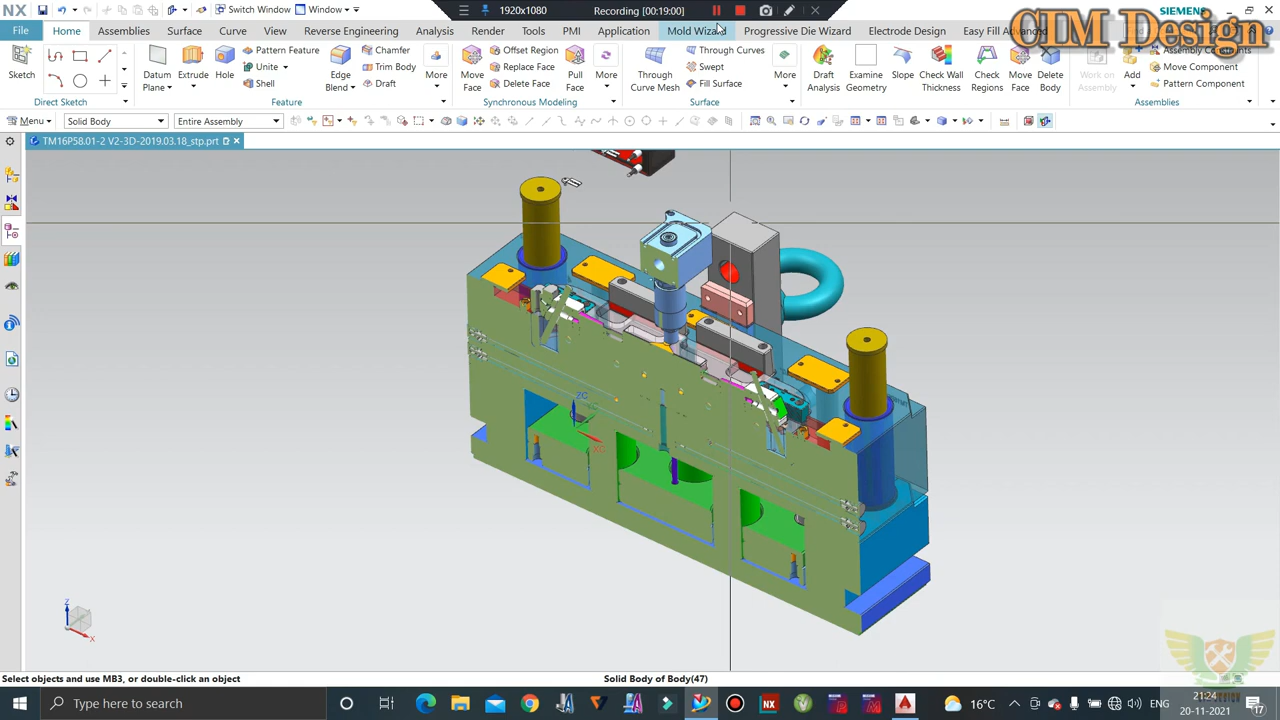 NX
Switch Window
Window
1920x1080
Recording (00:19:00)
SIEMENS
CIM Design
File
Home
Assemblies
Surface
Curve
View
Reverse Engineering
Analysis
Render
Tools
PMI
Application
Mold Wizard
Progressive Die Wizard
Electrode Design
Easy Fill Advanced
Sketch
Direct Sketch
Datum Plane
Extrude
Hole
Pattern Feature
Unite
Shell
Edge Blend
Chamfer
Trim Body
Draft
More
Feature
Move Face
Offset Region
Replace Face
Delete Face
Pull Face
More
Synchronous Modeling
Through Curve Mesh
Through Curves
Swept
Fill Surface
More
Surface
Draft Analysis
Examine Geometry
Slope
Check Wall Thickness
Check Regions
Move Face
Delete Body
Work on Assembly
Add
Assembly Constraints
Move Component
Pattern Component
Assemblies
Menu
Solid Body
Entire Assembly
TM16P58.01-2 V2-3D-2019.03.18_stp.prt
ZC
XC
Z
X
Select objects and use MB3, or double-click an object
Solid Body of Body(47)
Type here to search
16°C
ENG
21:24
20-11-2021
17